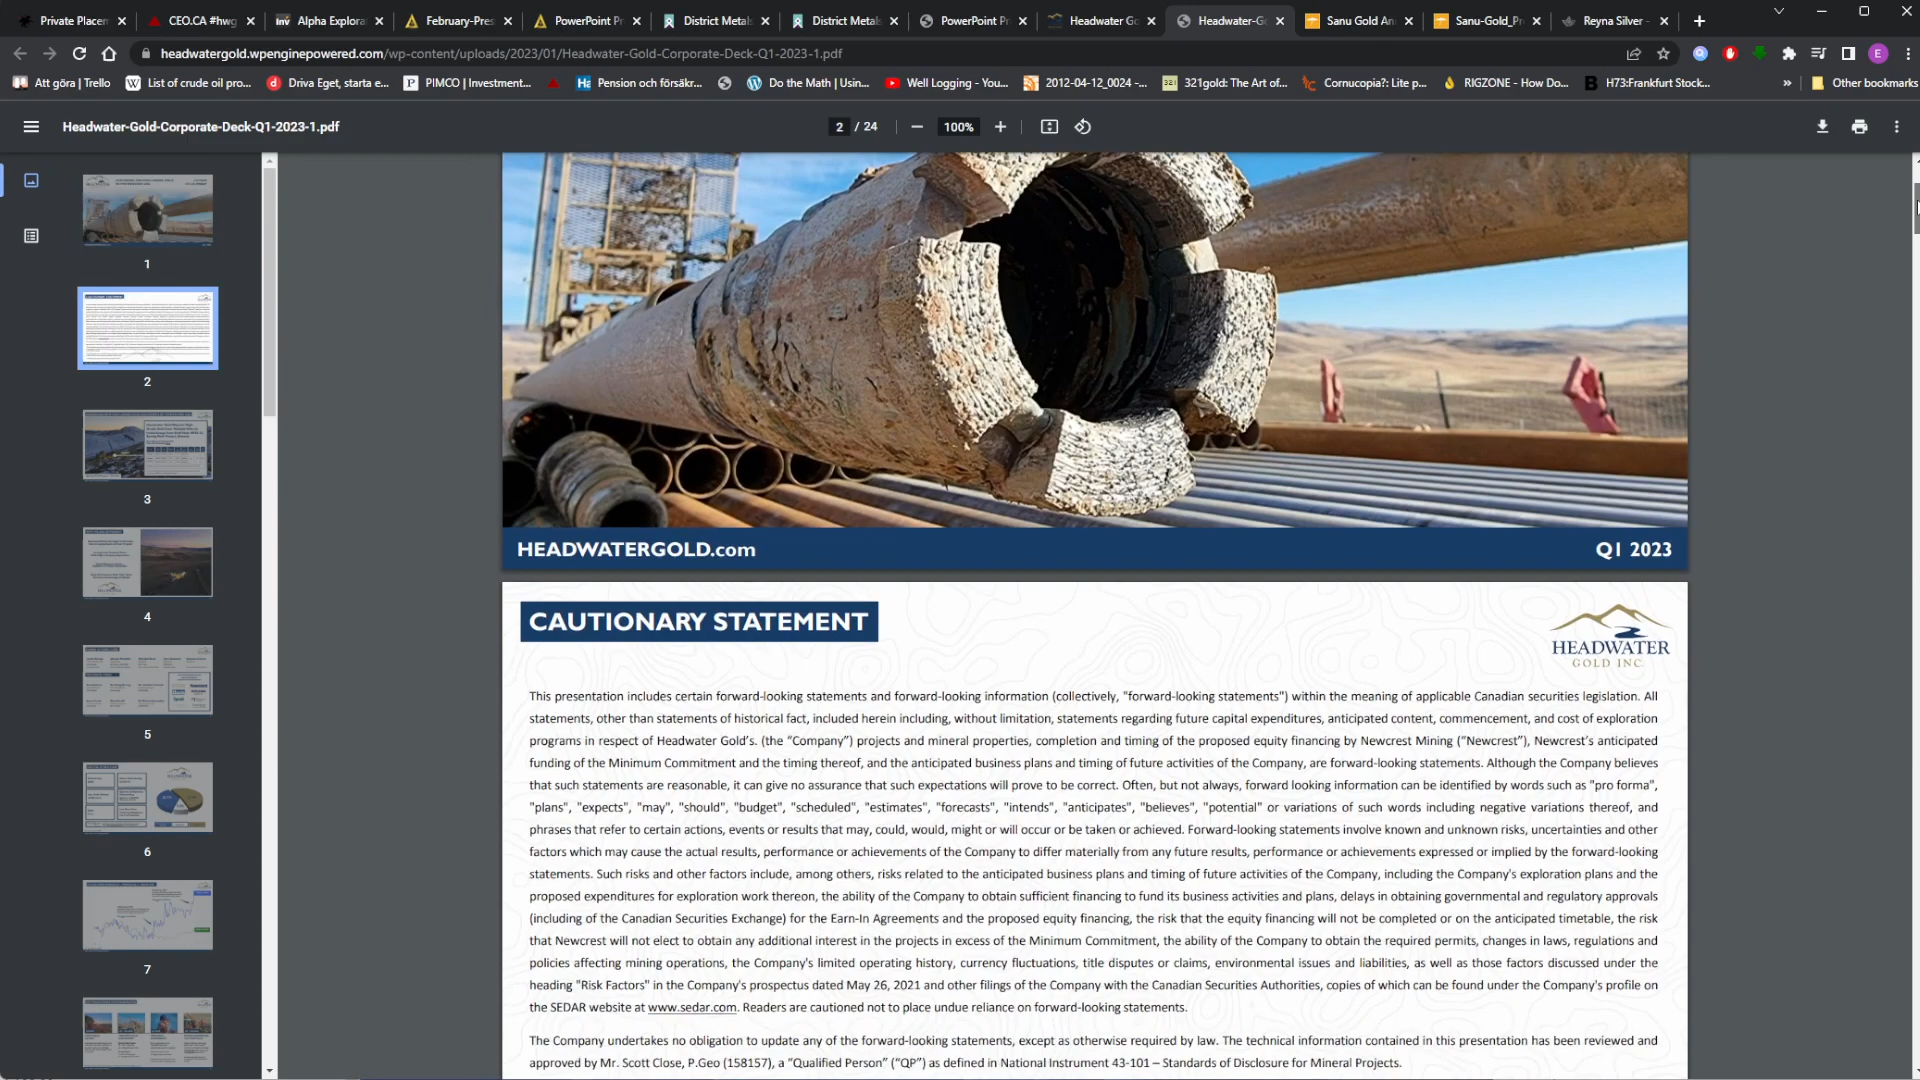 Private Placem
CEO.CA #hwg
Alpha Explora
February-Pres
PowerPoint Pr
District Metals
District Metals
PowerPoint Pr
Headwater Go
Headwater-Go
Sanu Gold An
Sanu-Gold_Pr
Reyna Silver -
headwatergold.wpenginepowered.com/wp-content/uploads/2023/01/Headwater-Gold-Corporate-Deck-Q1-2023-1.pdf
Att göra | Trello
List of crude oil pro...
Driva Eget, starta e...
PIMCO | Investment...
Pension och försäkr...
Do the Math | Usin...
Well Logging - You...
2012-04-12_0024 -...
321gold: The Art of...
Cornucopia?: Lite p...
RIGZONE - How Do...
H73:Frankfurt Stock...
»
Other bookmarks
Headwater-Gold-Corporate-Deck-Q1-2023-1.pdf
2 / 24
100%
1
2
3
4
5
6
7
HEADWATERGOLD.com
Q1 2023
CAUTIONARY STATEMENT
HEADWATER
GOLD INC.
This presentation includes certain forward-looking statements and forward-looking information (collectively, "forward-looking statements") within the meaning of applicable Canadian securities legislation. All
statements, other than statements of historical fact, included herein including, without limitation, statements regarding future capital expenditures, anticipated content, commencement, and cost of exploration
programs in respect of Headwater Gold's. (the “Company”) projects and mineral properties, completion and timing of the proposed equity financing by Newcrest Mining (“Newcrest”), Newcrest’s anticipated
funding of the Minimum Commitment and the timing thereof, and the anticipated business plans and timing of future activities of the Company, are forward-looking statements. Although the Company believes
that such statements are reasonable, it can give no assurance that such expectations will prove to be correct. Often, but not always, forward looking information can be identified by words such as "pro forma",
"plans", "expects", "may", "should", "budget", "scheduled", "estimates", "forecasts", "intends", "anticipates", "believes", "potential" or variations of such words including negative variations thereof, and
phrases that refer to certain actions, events or results that may, could, would, might or will occur or be taken or achieved. Forward-looking statements involve known and unknown risks, uncertainties and other
factors which may cause the actual results, performance or achievements of the Company to differ materially from any future results, performance or achievements expressed or implied by the forward-looking
statements. Such risks and other factors include, among others, risks related to the anticipated business plans and timing of future activities of the Company, including the Company's exploration plans and the
proposed expenditures for exploration work thereon, the ability of the Company to obtain sufficient financing to fund its business activities and plans, delays in obtaining governmental and regulatory approvals
(including of the Canadian Securities Exchange) for the Earn-In Agreements and the proposed equity financing, the risk that the equity financing will not be completed or on the anticipated timetable, the risk
that Newcrest will not elect to obtain any additional interest in the projects in excess of the Minimum Commitment, the ability of the Company to obtain the required permits, changes in laws, regulations and
policies affecting mining operations, the Company's limited operating history, currency fluctuations, title disputes or claims, environmental issues and liabilities, as well as those factors discussed under the
heading "Risk Factors" in the Company's prospectus dated May 26, 2021 and other filings of the Company with the Canadian Securities Authorities, copies of which can be found under the Company's profile on
the SEDAR website at www.sedar.com. Readers are cautioned not to place undue reliance on forward-looking statements.
The Company undertakes no obligation to update any of the forward-looking statements, except as otherwise required by law. The technical information contained in this presentation has been reviewed and
approved by Mr. Scott Close, P.Geo (158157), a “Qualified Person” (“QP”) as defined in National Instrument 43-101 – Standards of Disclosure for Mineral Projects.